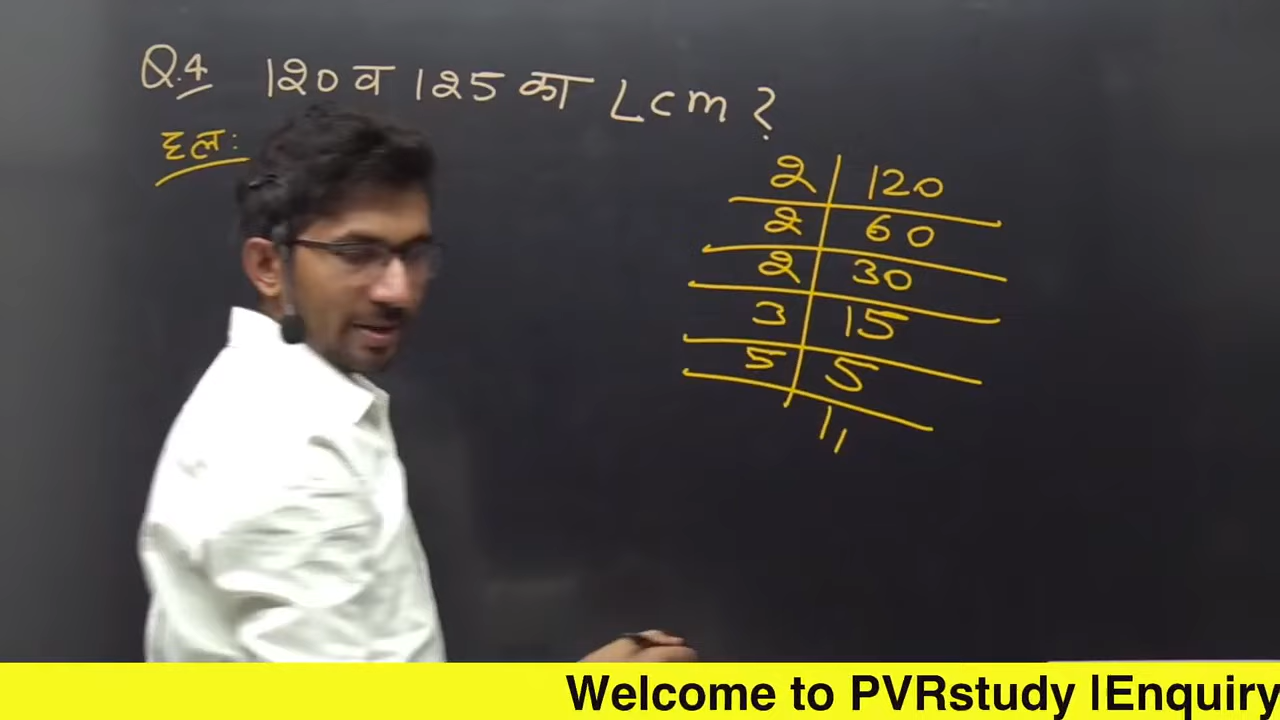 Q.4 120 व 125 का Lcm ?
हल:
2 | 120
2 | 60
2 | 30
3 | 15
5 | 5
1
Welcome to PVRstudy |Enquiry